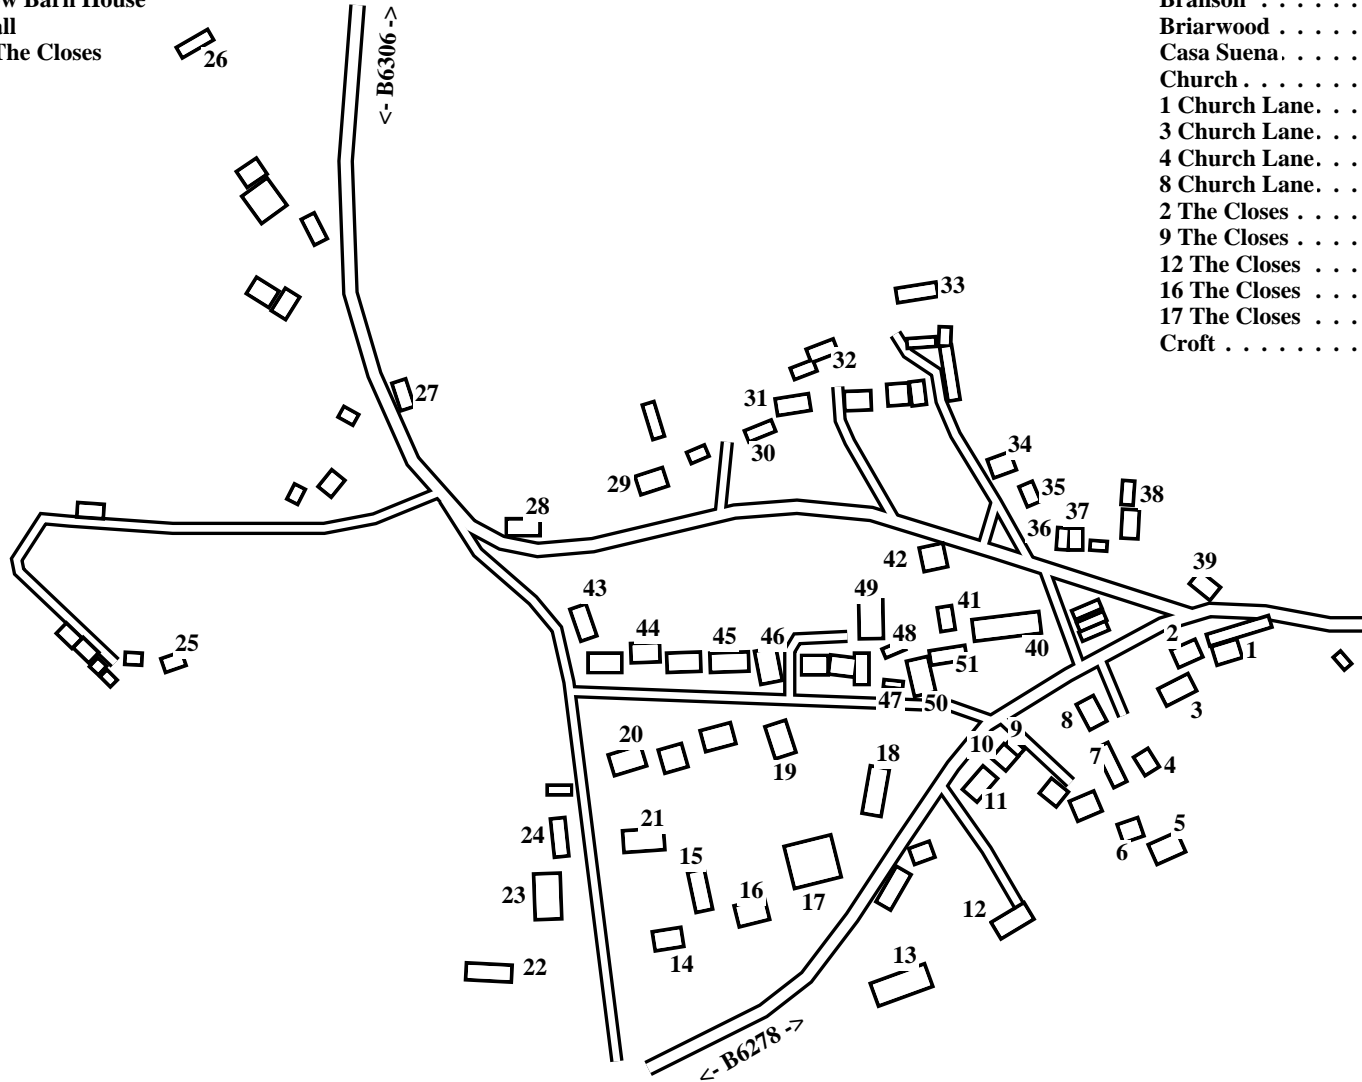 w Barn House
all
The Closes
26
<- B6306 ->
Branson . . . . . .
Briarwood . . . . .
Casa Suena. . . . .
Church . . . . . . .
1 Church Lane. . .
3 Church Lane. . .
4 Church Lane. . .
8 Church Lane. . .
2 The Closes . . . .
9 The Closes . . . .
12 The Closes . . .
16 The Closes . . .
17 The Closes . . .
Croft . . . . . . . .
33
32
27
31
30
34
29
35
38
28
37
36
42
39
43
49
41
44
45
46
48
40
2
1
51
47
50
3
8
9
20
10
19
18
7
4
11
21
24
5
15
6
16
23
17
12
13
14
22
25
<- B6278 ->